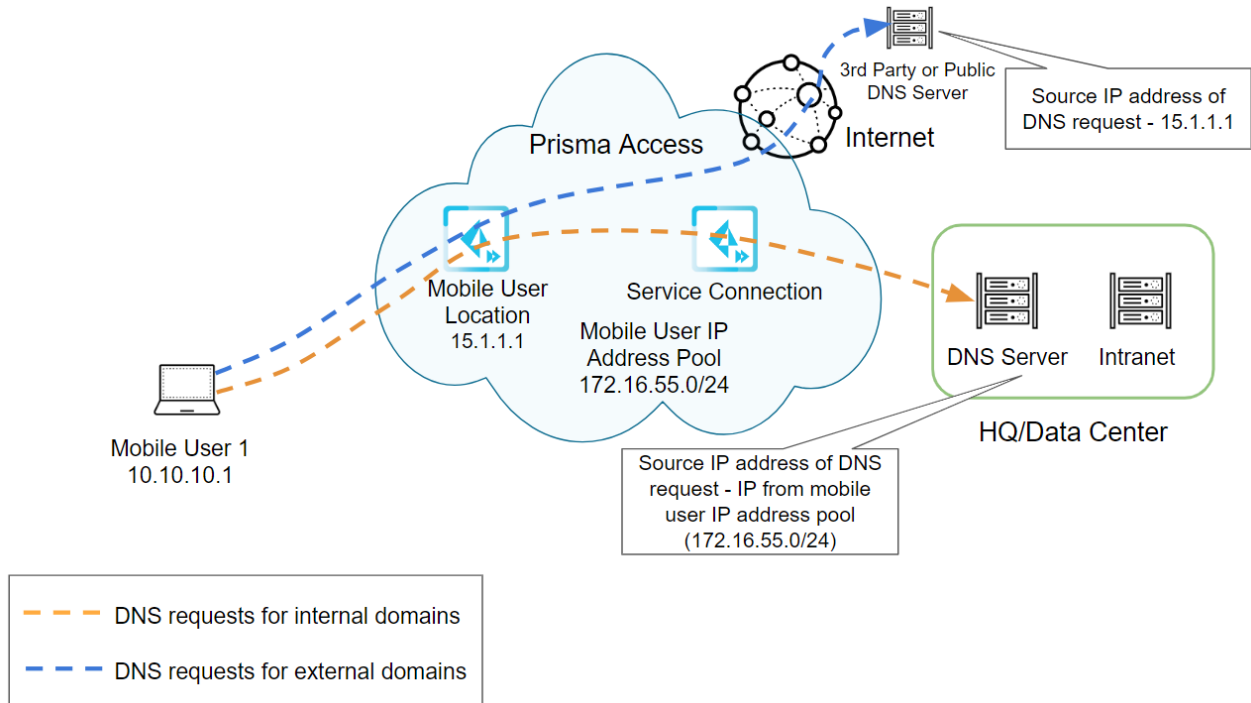 3rd Party or Public
DNS Server
Source IP address of
DNS request - 15.1.1.1
Internet
Prisma Access
Mobile User
Location
15.1.1.1
Service Connection
Mobile User IP
Address Pool
172.16.55.0/24
DNS Server
Intranet
HQ/Data Center
Mobile User 1
10.10.10.1
Source IP address of DNS
request - IP from mobile
user IP address pool
(172.16.55.0/24)
DNS requests for internal domains
DNS requests for external domains